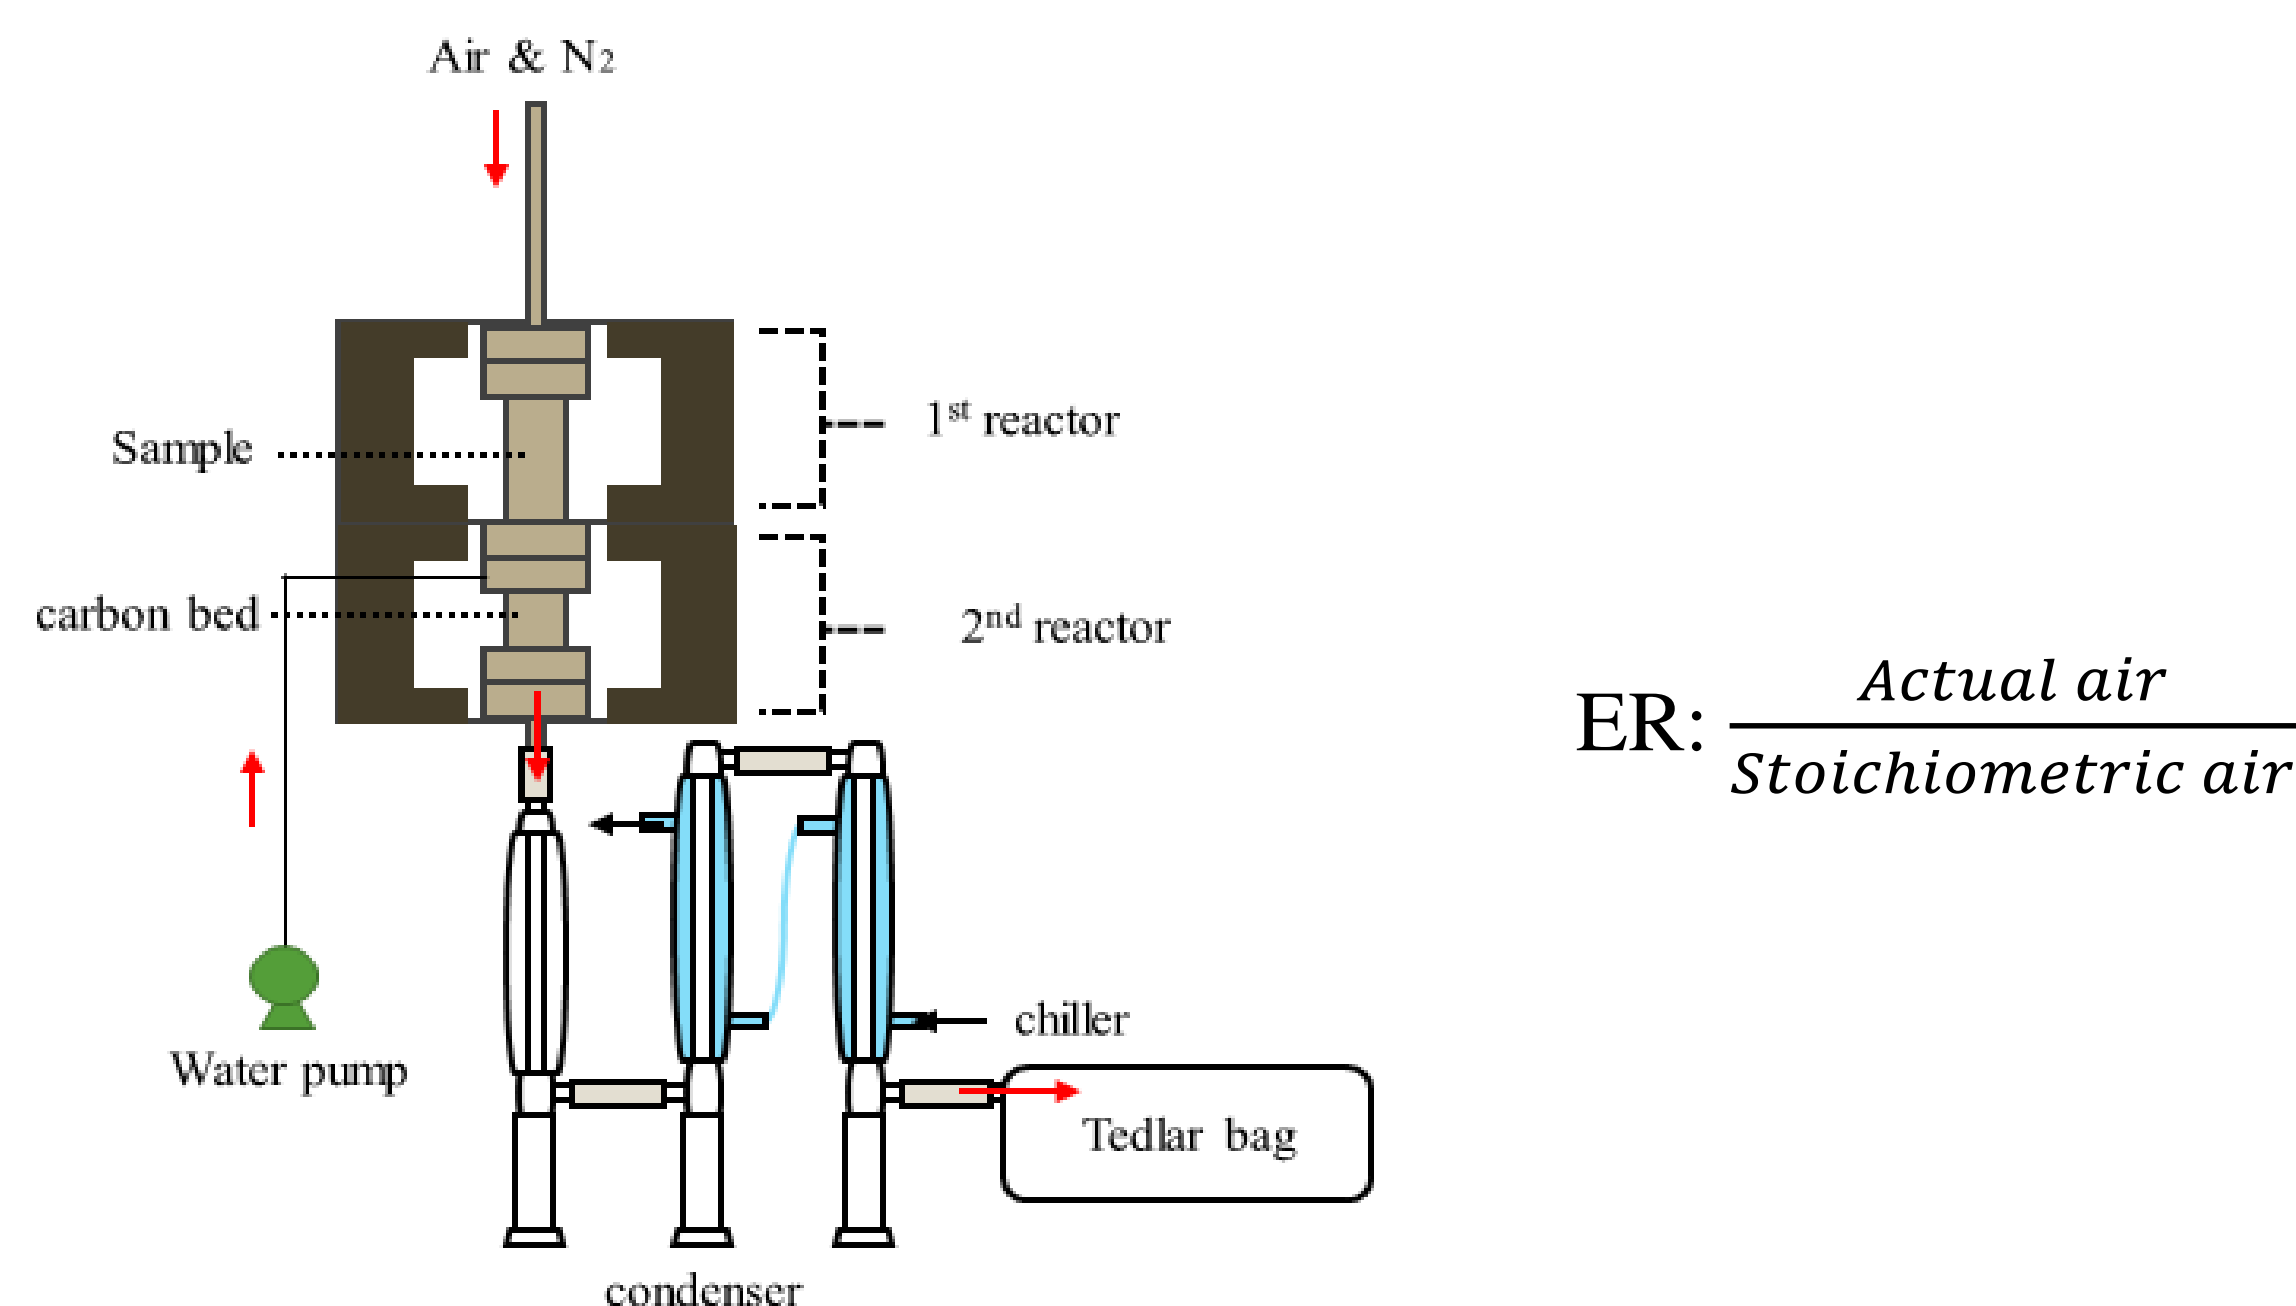 Air & N2
1st reactor
Sample
carbon bed
2nd reactor
ER: Actual air
Stoichiometric air
chiller
Water pump
Tedlar bag
condenser